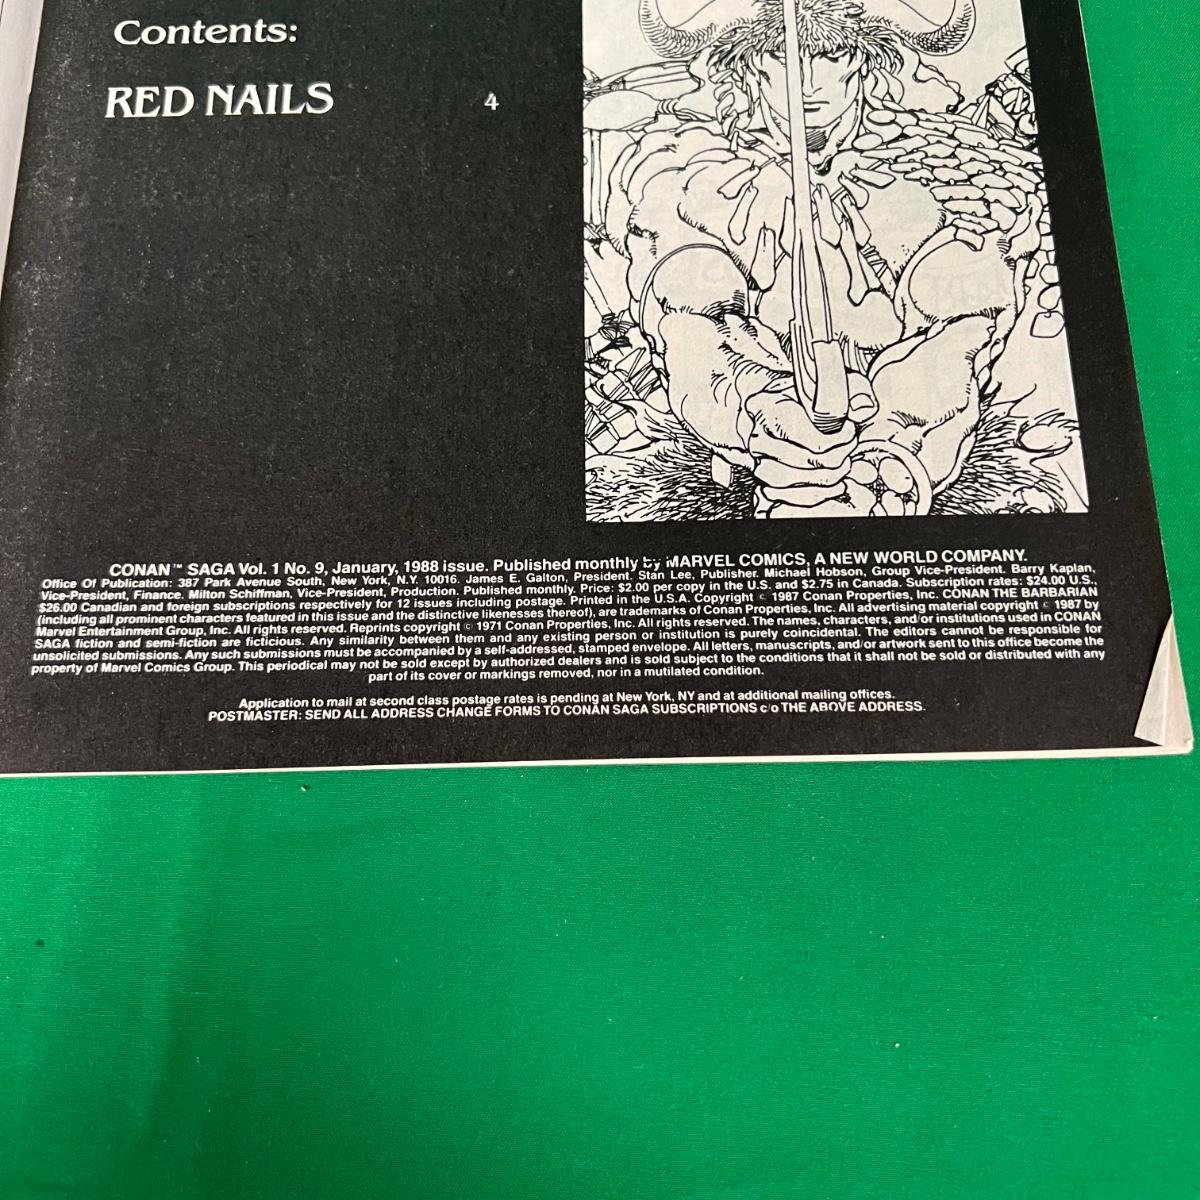 Contents:
RED NAILS 4
CONAN™ SAGA Vol. 1 No. 9, January, 1988 issue. Published monthly by MARVEL COMICS, A NEW WORLD COMPANY.
Office Of Publication: 387 Park Avenue South, New York, N.Y. 10016. James E. Galton, President. Stan Lee, Publisher. Michael Hobson, Group Vice-President. Barry Kaplan,
Vice-President, Finance. Milton Schiffman, Vice-President, Production. Published monthly. Price: $2.00 per copy in the U.S. and $2.75 in Canada. Subscription rates: $24.00 U.S.,
$26.00 Canadian and foreign subscriptions respectively for 12 issues including postage. Printed in the U.S.A. Copyright © 1987 Conan Properties, Inc. CONAN THE BARBARIAN
(including all prominent characters featured in this issue and the distinctive likenesses thereof), are trademarks of Conan Properties, Inc. All advertising material copyright © 1987 by
Marvel Entertainment Group, Inc. All rights reserved. Reprints copyright © 1971 Conan Properties, Inc. All rights reserved. The names, characters, and/or institutions used in CONAN
SAGA fiction and semi-fiction are ficticious. Any similarity between them and any existing person or institution is purely coincidental. The editors cannot be responsible for
unsolicited submissions. Any such submissions must be accompanied by a self-addressed, stamped envelope. All letters, manuscripts, and/or artwork sent to this office become the
property of Marvel Comics Group. This periodical may not be sold except by authorized dealers and is sold subject to the conditions that it shall not be sold or distributed with any
part of its cover or markings removed, nor in a mutilated condition.
Application to mail at second class postage rates is pending at New York, NY and at additional mailing offices.
POSTMASTER: SEND ALL ADDRESS CHANGE FORMS TO CONAN SAGA SUBSCRIPTIONS c/o THE ABOVE ADDRESS.